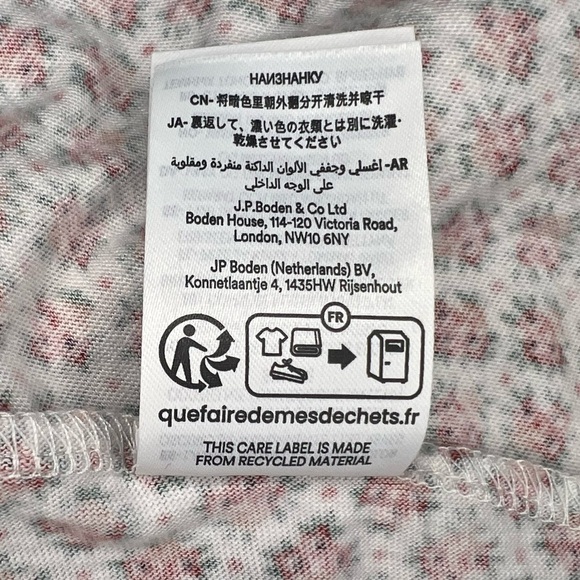 НАИЗНАНКУ
CN- 将暗色里朝外翻分开清洗并晾干
JA- 裏返して、濃い色の衣類とは別に洗濯・
乾燥させてください
AR- اغسلي وجففي الألوان الداكنة منفردة ومقلوبة
على الوجه الداخلي
J.P.Boden & Co Ltd
Boden House, 114-120 Victoria Road,
London, NW10 6NY
JP Boden (Netherlands) BV,
Konnetlaantje 4, 1435HW Rijsenhout
FR
quefairedemesdechets.fr
THIS CARE LABEL IS MADE
FROM RECYCLED MATERIAL